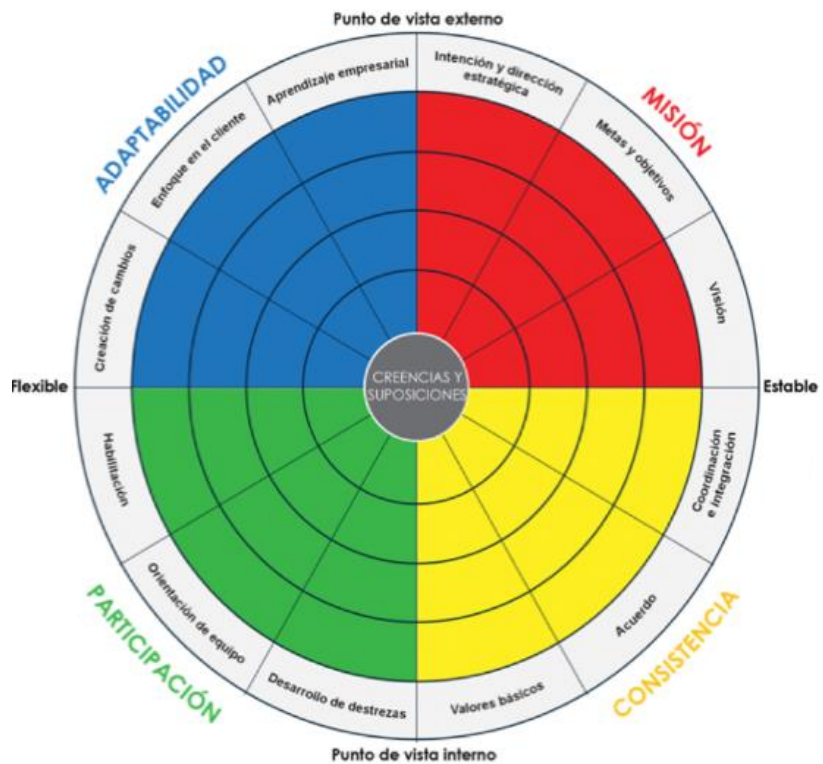 Punto de vista externo
ADAPTABILIDAD
MISIÓN
Aprendizaje empresarial
Intención y dirección
estratégica
Enfoque en el cliente
Metas y objetivos
Creación de cambios
Visión
Flexible
CREENCIAS Y
SUPOSICIONES
Estable
Habilitación
Coordinación
e integración
Orientación de equipo
Acuerdo
Desarrollo de destrezas
Valores básicos
PARTICIPACIÓN
CONSISTENCIA
Punto de vista interno